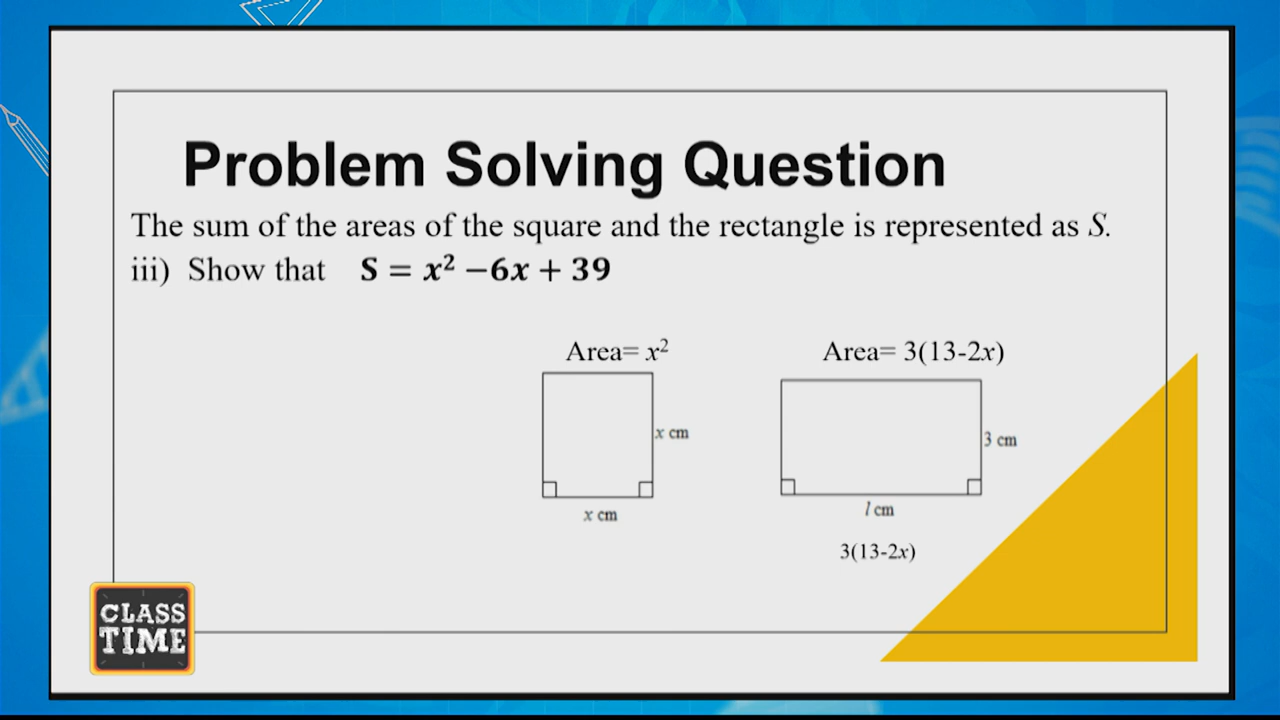 Problem Solving Question
The sum of the areas of the square and the rectangle is represented as S.
iii) Show that S = x² −6x + 39
Area= x²
Area= 3(13-2x)
x cm
3 cm
x cm
l cm
3(13-2x)
CLASS
TIME